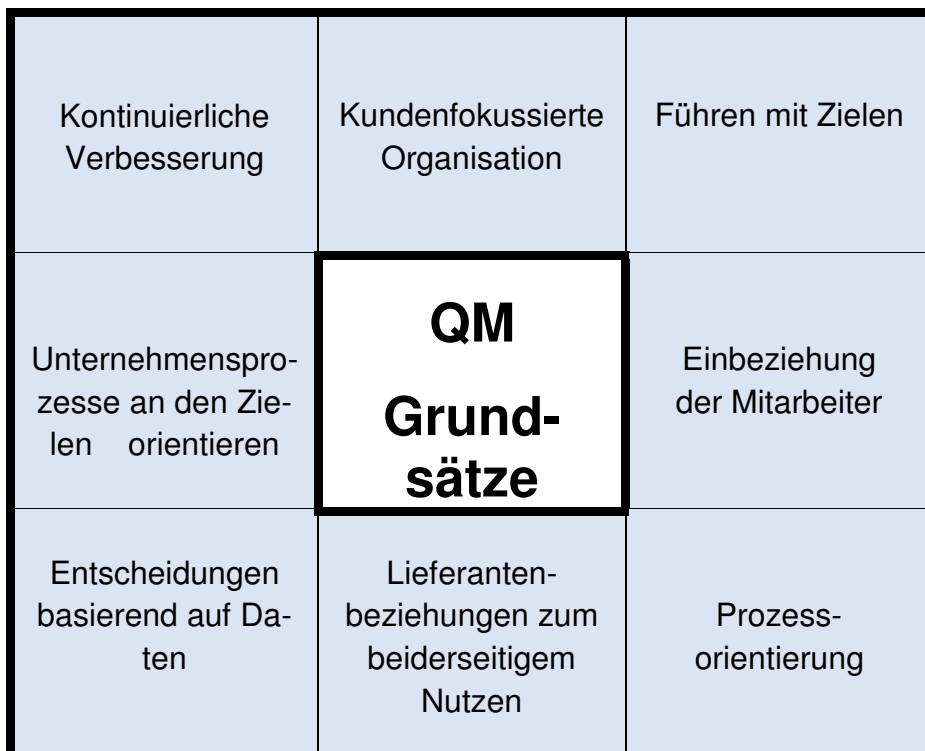 Kontinuierliche
Verbesserung
Kundenfokussierte
Organisation
Führen mit Zielen
Unternehmenspro-
zesse an den Zie-
len orientieren
QM
Grund-
sätze
Einbeziehung
der Mitarbeiter
Entscheidungen
basierend auf Da-
ten
Lieferanten-
beziehungen zum
beiderseitigem
Nutzen
Prozess-
orientierung